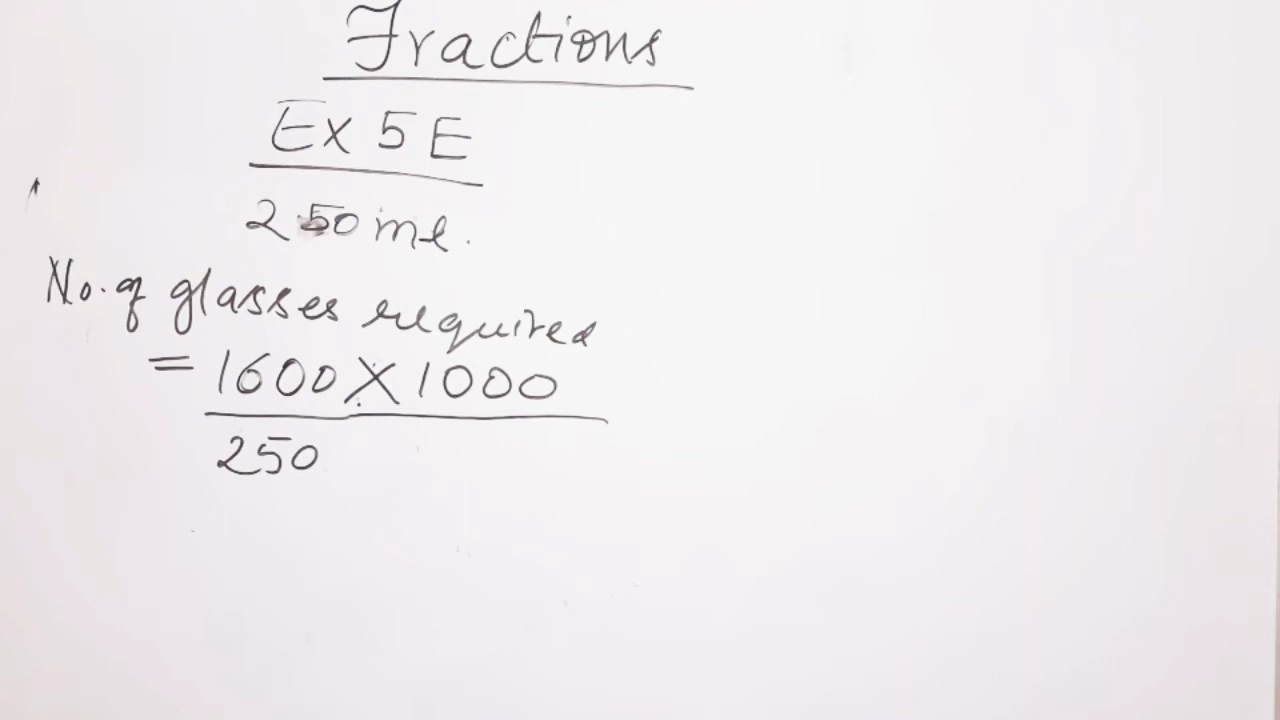 Fractions
Ex 5E
250 ml.
No. of glasses required
= 1600 X 1000
250